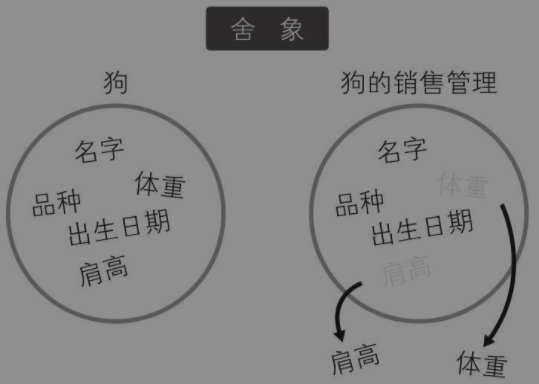 舍 象
狗
名字
体重
品种
出生日期
肩高
狗的销售管理
名字
体重
品种
出生日期
肩高
肩高
体重